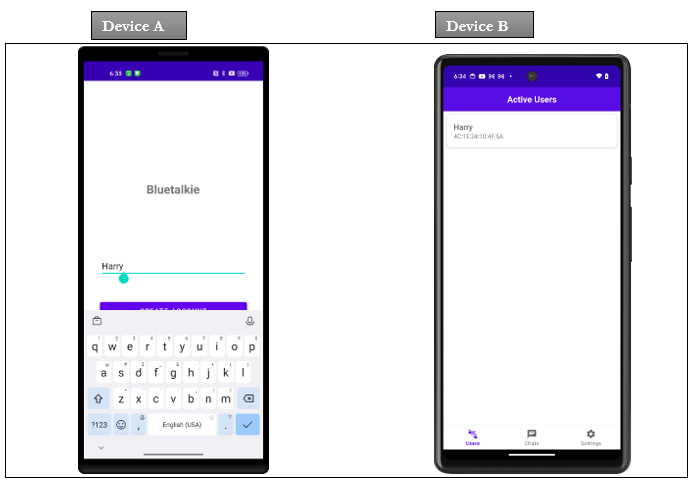 Device A
Device B
6:33
Bluetalkie
Harry
CREATE ACCOUNT
q w e r t y u i o p
a s d f g h j k l
z x c v b n m
?123 , English (USA) .
6:34
Active Users
Harry
4C:1E:24:10:4F:5A
Users Chats Settings